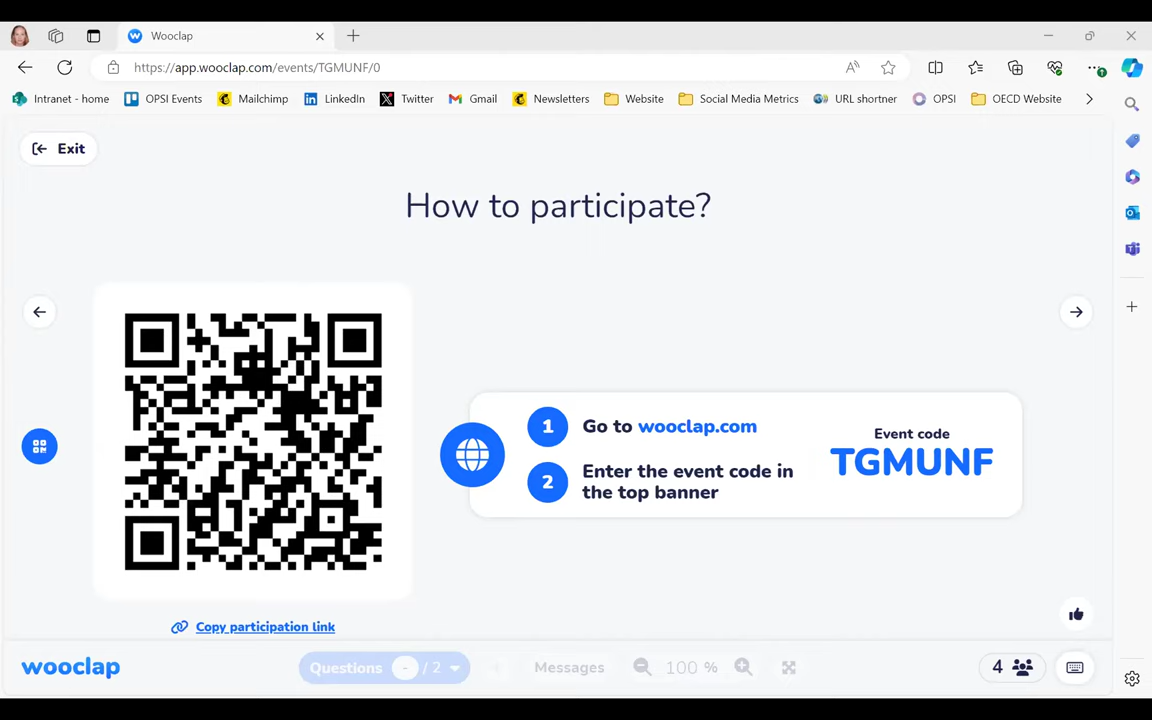 Wooclap
https://app.wooclap.com/events/TGMUNF/0
Intranet - home
OPSI Events
Mailchimp
LinkedIn
Twitter
Gmail
Newsletters
Website
Social Media Metrics
URL shortner
OPSI
OECD Website
Exit
How to participate?
1 Go to wooclap.com
2 Enter the event code in
the top banner
Event code
TGMUNF
Copy participation link
wooclap
Questions - / 2
Messages
100 %
4